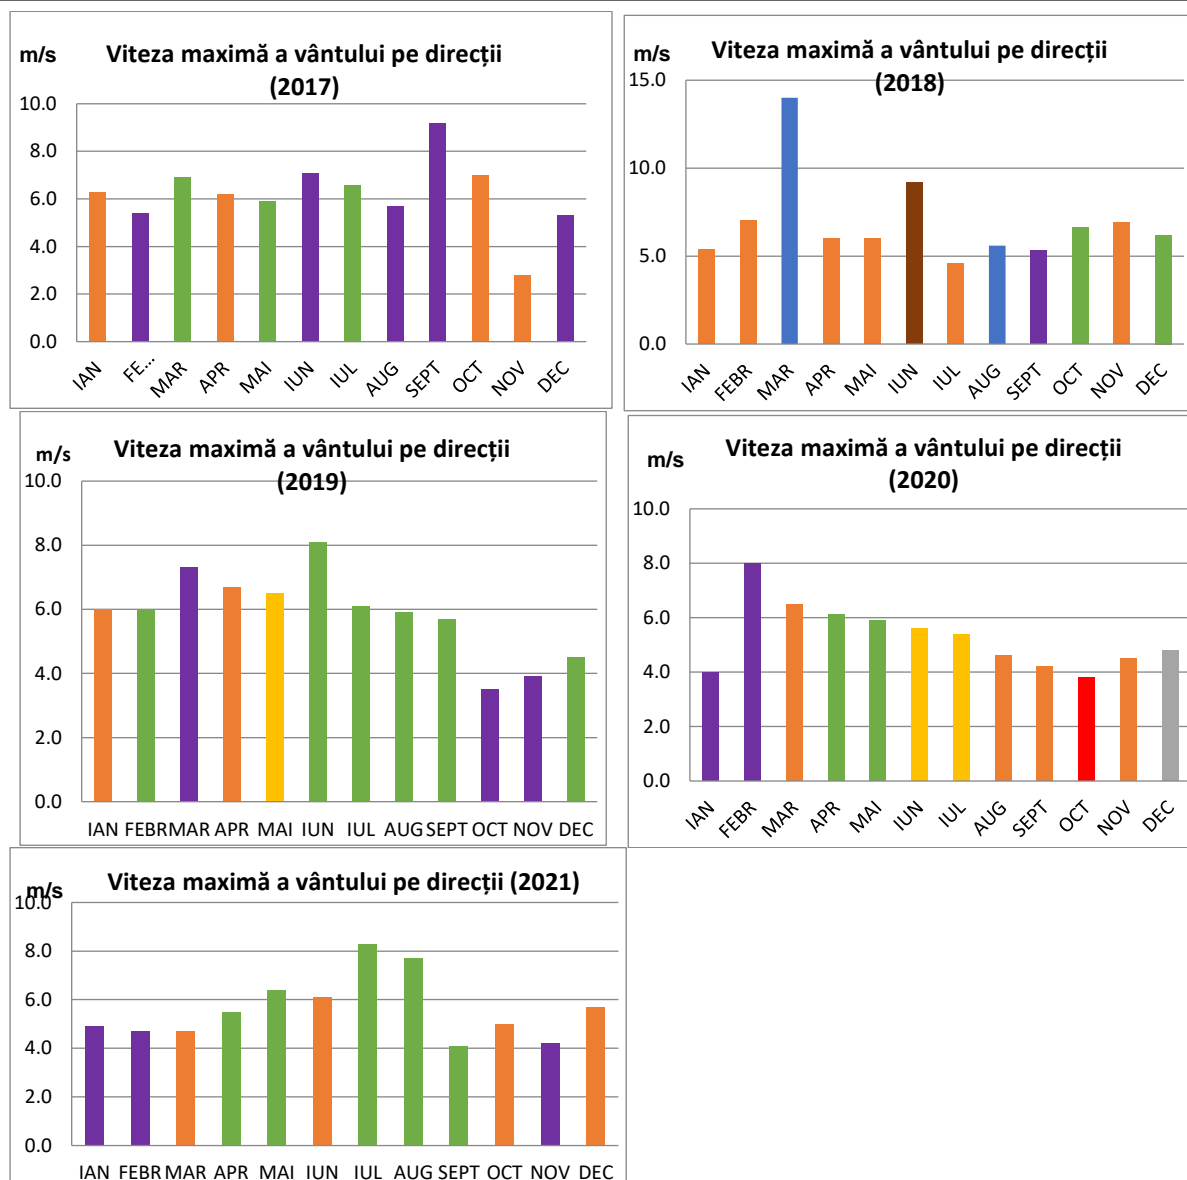 m/s
Viteza maximă a vântului pe direcții
(2017)
10.0
8.0
6.0
4.0
2.0
0.0
IAN
FE...
MAR
APR
MAI
IUN
IUL
AUG
SEPT
OCT
NOV
DEC
m/s
Viteza maximă a vântului pe direcții
(2018)
15.0
10.0
5.0
0.0
IAN
FEBR
MAR
APR
MAI
IUN
IUL
AUG
SEPT
OCT
NOV
DEC
m/s
Viteza maximă a vântului pe direcții
(2019)
10.0
8.0
6.0
4.0
2.0
0.0
IAN FEBR MAR APR MAI IUN IUL AUG SEPT OCT NOV DEC
m/s
Viteza maximă a vântului pe direcții
(2020)
10.0
8.0
6.0
4.0
2.0
0.0
IAN
FEBR
MAR
APR
MAI
IUN
IUL
AUG
SEPT
OCT
NOV
DEC
m/s
Viteza maximă a vântului pe direcții (2021)
10.0
8.0
6.0
4.0
2.0
0.0
IAN FEBR MAR APR MAI IUN IUL AUG SEPT OCT NOV DEC